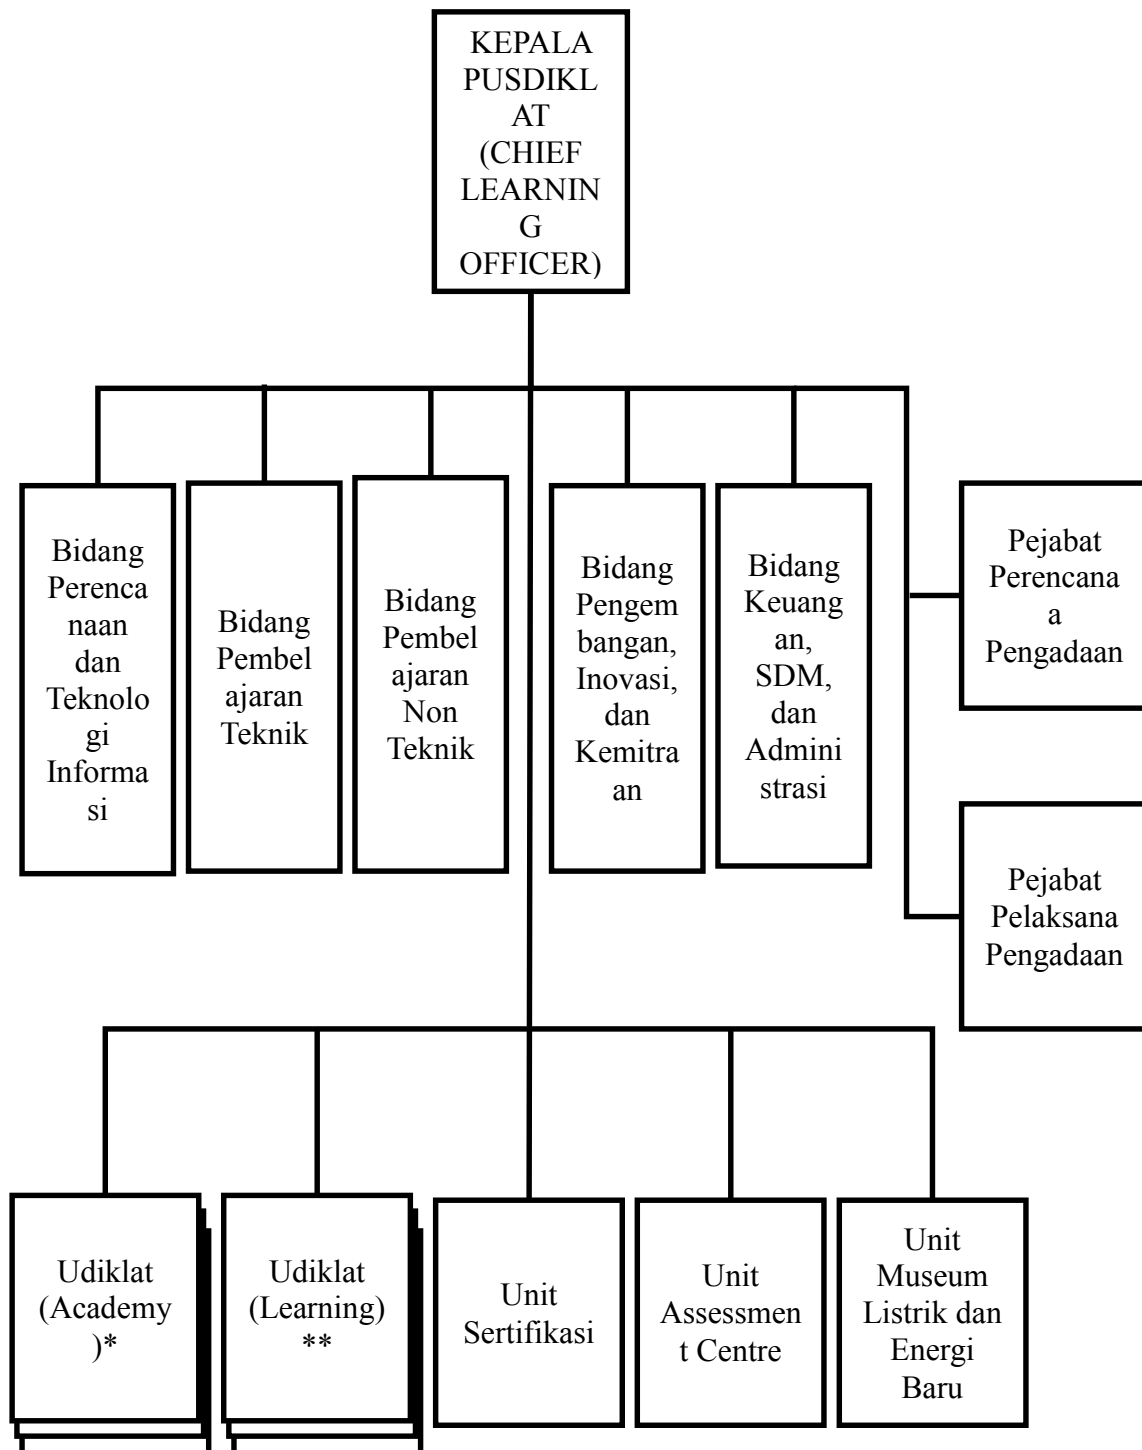 KEPALA
PUSDIKL
AT
(CHIEF
LEARNIN
G
OFFICER)
Bidang
Perenca
naan
dan
Teknolo
gi
Informa
si
Bidang
Pembel
ajaran
Teknik
Bidang
Pembel
ajaran
Non
Teknik
Bidang
Pengem
bangan,
Inovasi,
dan
Kemitra
an
Bidang
Keuang
an,
SDM,
dan
Admini
strasi
Pejabat
Perencana
a
Pengadaan
Pejabat
Pelaksana
Pengadaan
Udiklat
(Academy
)*
Udiklat
(Learning)
**
Unit
Sertifikasi
Unit
Assessmen
t Centre
Unit
Museum
Listrik dan
Energi
Baru